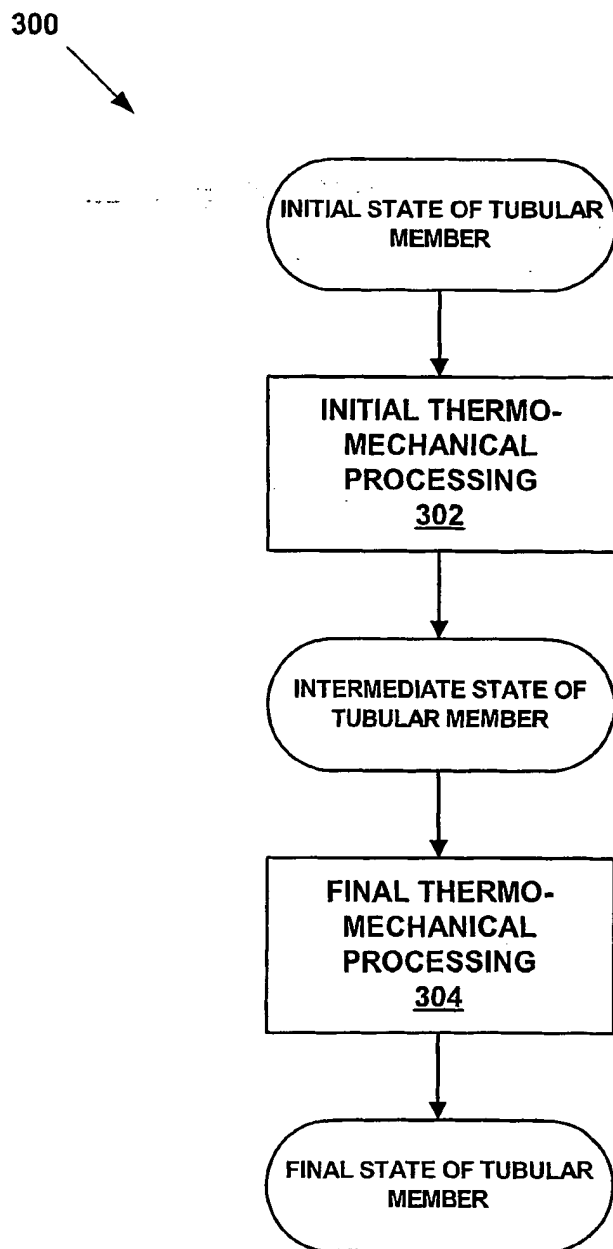 300
INITIAL STATE OF TUBULAR
MEMBER
INITIAL THERMO-
MECHANICAL
PROCESSING
302
INTERMEDIATE STATE OF
TUBULAR MEMBER
FINAL THERMO-
MECHANICAL
PROCESSING
304
FINAL STATE OF TUBULAR
MEMBER